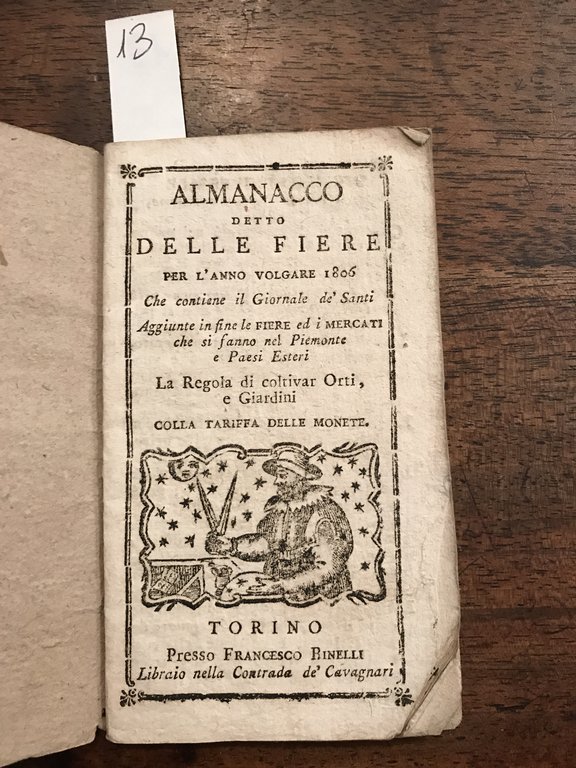 13
ALMANACCO
DETTO
DELLE FIERE
PER L'ANNO VOLGARE 1806
Che contiene il Giornale de' Santi
Aggiunte in fine le FIERE ed i MERCATI
che si fanno nel Piemonte
e Paesi Esteri
La Regola di coltivar Orti,
e Giardini
COLLA TARIFFA DELLE MONETE.
TORINO
Presso FRANCESCO BINELLI
Libraio nella Contrada de' Cavagnari